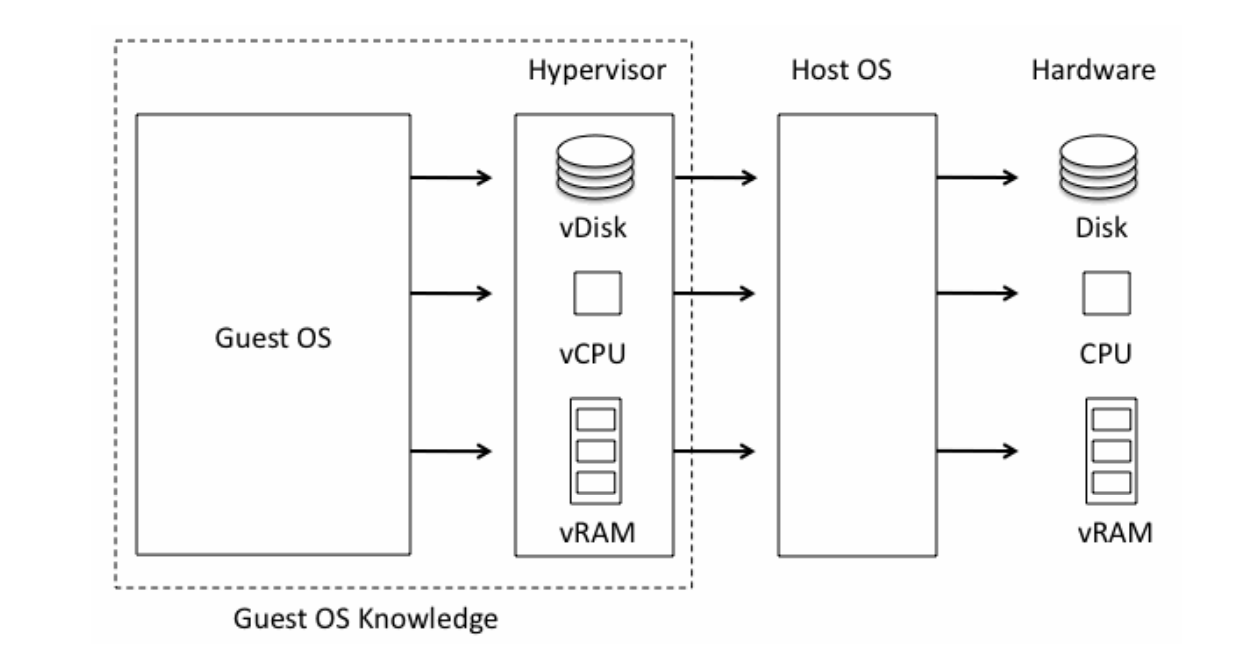 Hypervisor
Host OS
Hardware
vDisk
Disk
Guest OS
vCPU
CPU
vRAM
vRAM
Guest OS Knowledge